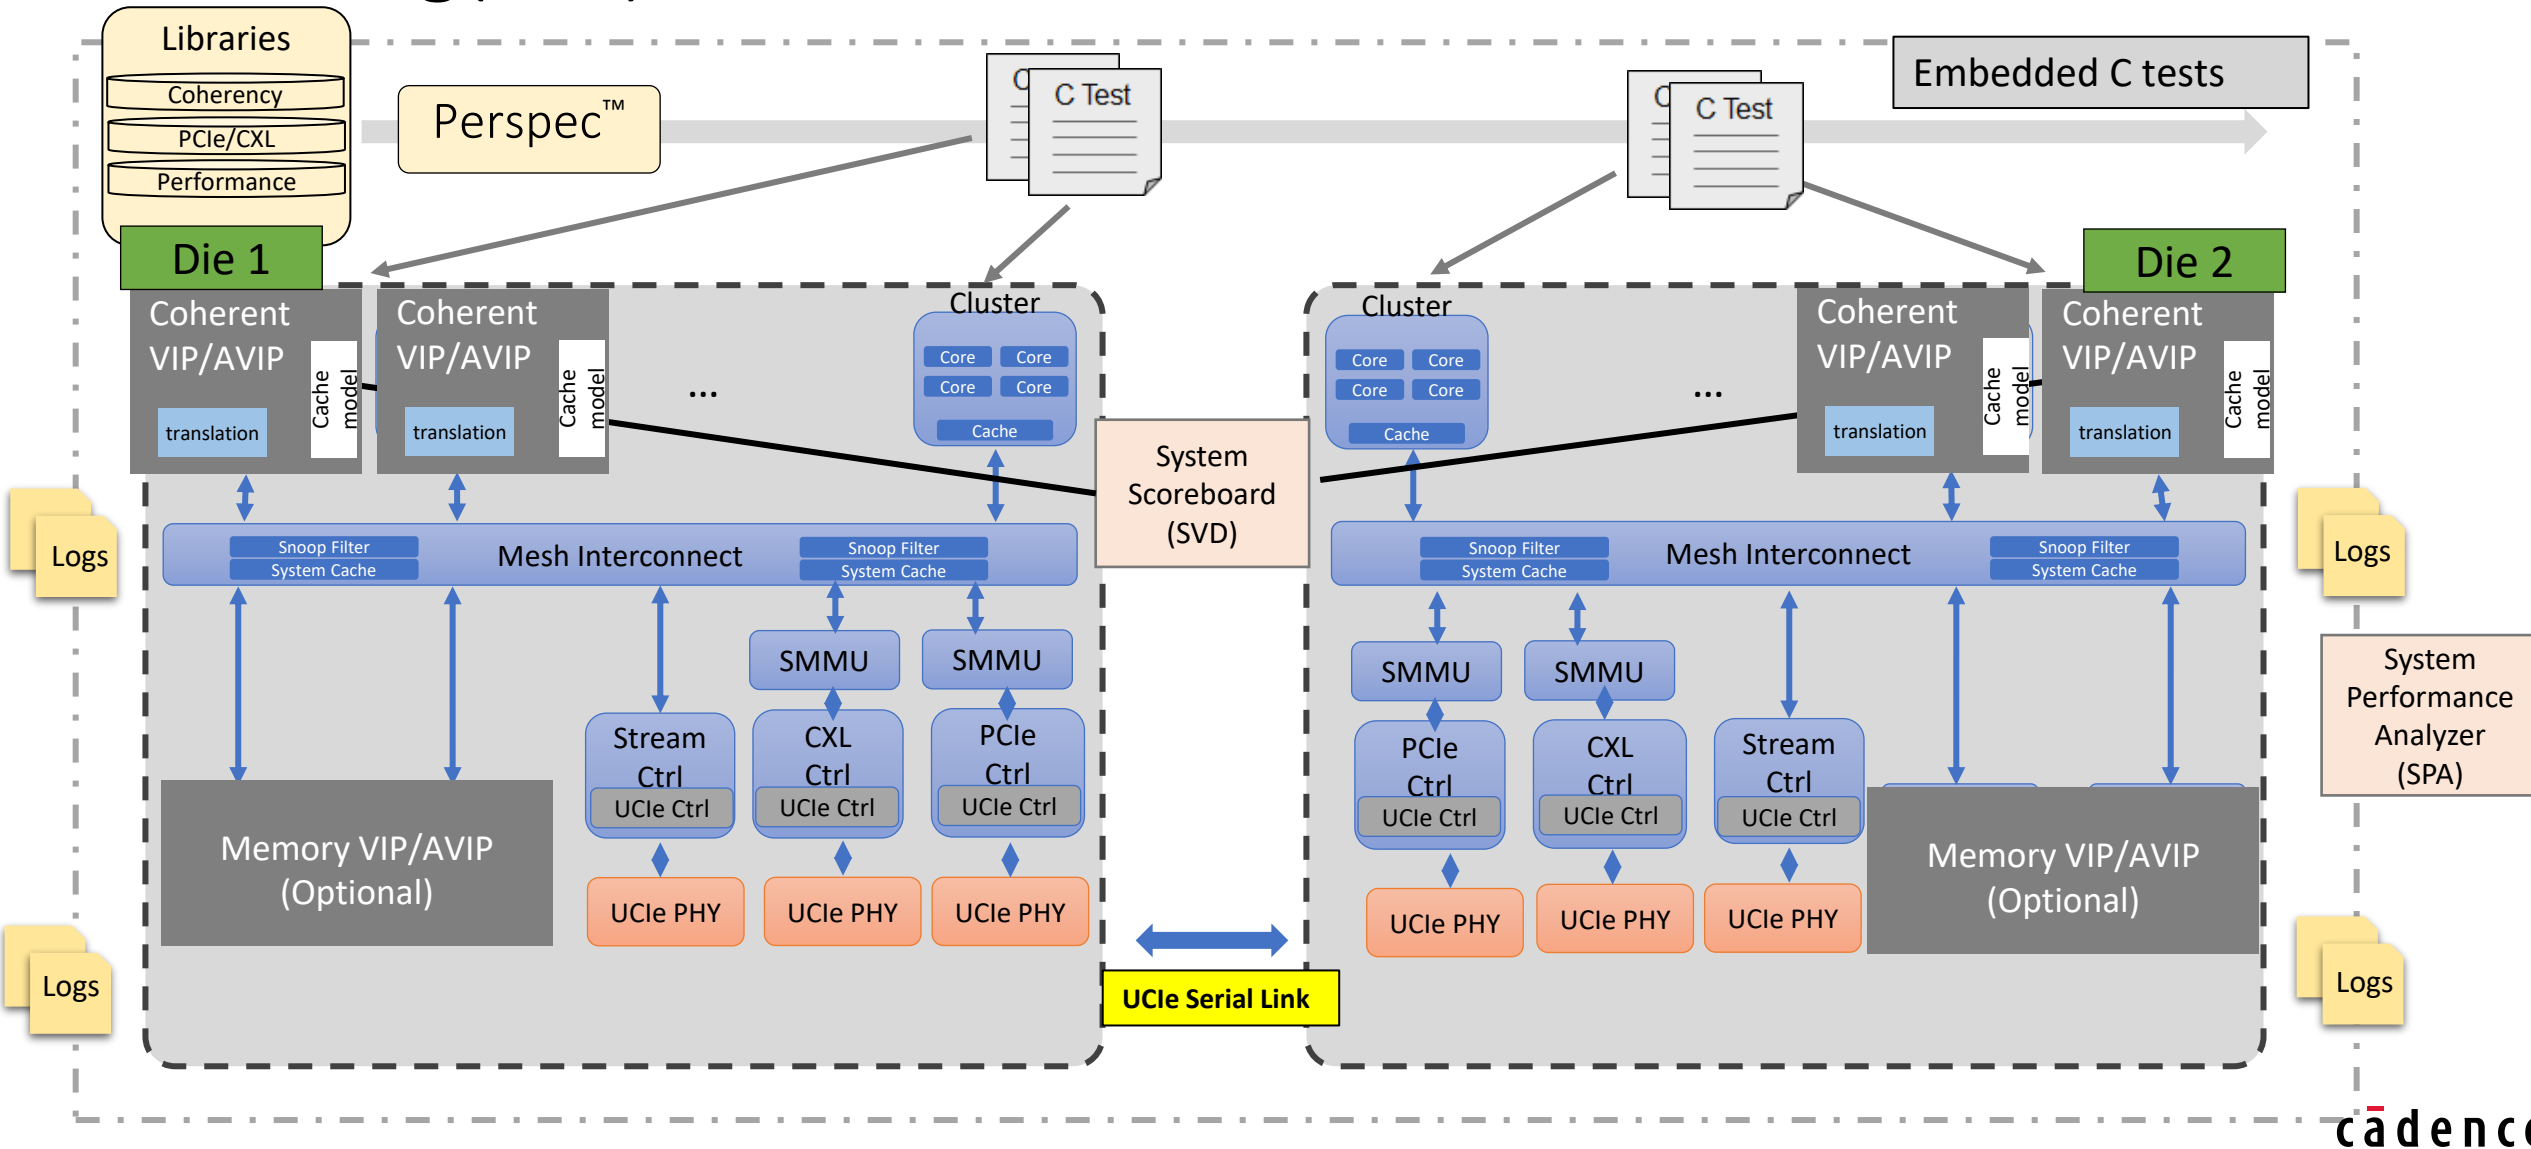 Libraries
Coherency
PCIe/CXL
Performance
Perspec™
C
C Test
C
C Test
Embedded C tests
Die 1
Die 2
Coherent
VIP/AVIP
translation
Cache
model
Coherent
VIP/AVIP
translation
Cache
model
...
Cluster
Core
Core
Core
Core
Cache
System
Scoreboard
(SVD)
Cluster
Core
Core
Core
Core
Cache
...
Coherent
VIP/AVIP
translation
Cache
model
Coherent
VIP/AVIP
translation
Cache
model
Logs
Snoop Filter
System Cache
Mesh Interconnect
Snoop Filter
System Cache
Snoop Filter
System Cache
Mesh Interconnect
Snoop Filter
System Cache
Logs
SMMU
SMMU
SMMU
SMMU
System
Performance
Analyzer
(SPA)
Stream
Ctrl
UCIe Ctrl
CXL
Ctrl
UCIe Ctrl
PCIe
Ctrl
UCIe Ctrl
PCIe
Ctrl
UCIe Ctrl
CXL
Ctrl
UCIe Ctrl
Stream
Ctrl
UCIe Ctrl
Memory VIP/AVIP
(Optional)
UCIe PHY
UCIe PHY
UCIe PHY
UCIe PHY
UCIe PHY
UCIe PHY
Memory VIP/AVIP
(Optional)
Logs
UCIe Serial Link
Logs